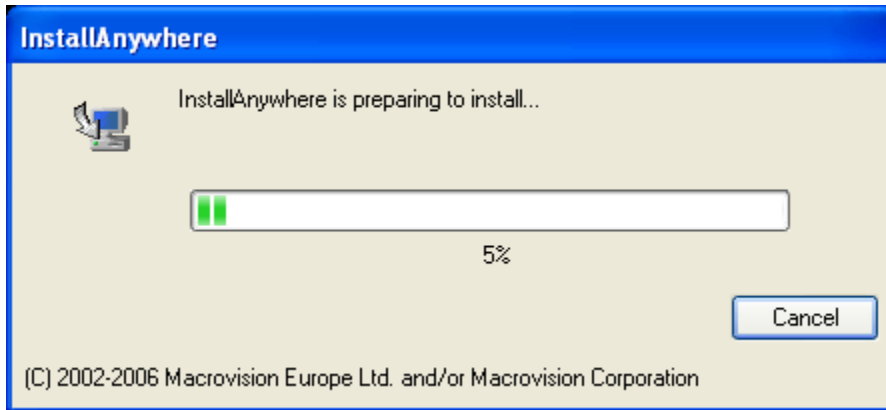 InstallAnywhere
InstallAnywhere is preparing to install...
5%
Cancel
(C) 2002-2006 Macrovision Europe Ltd. and/or Macrovision Corporation